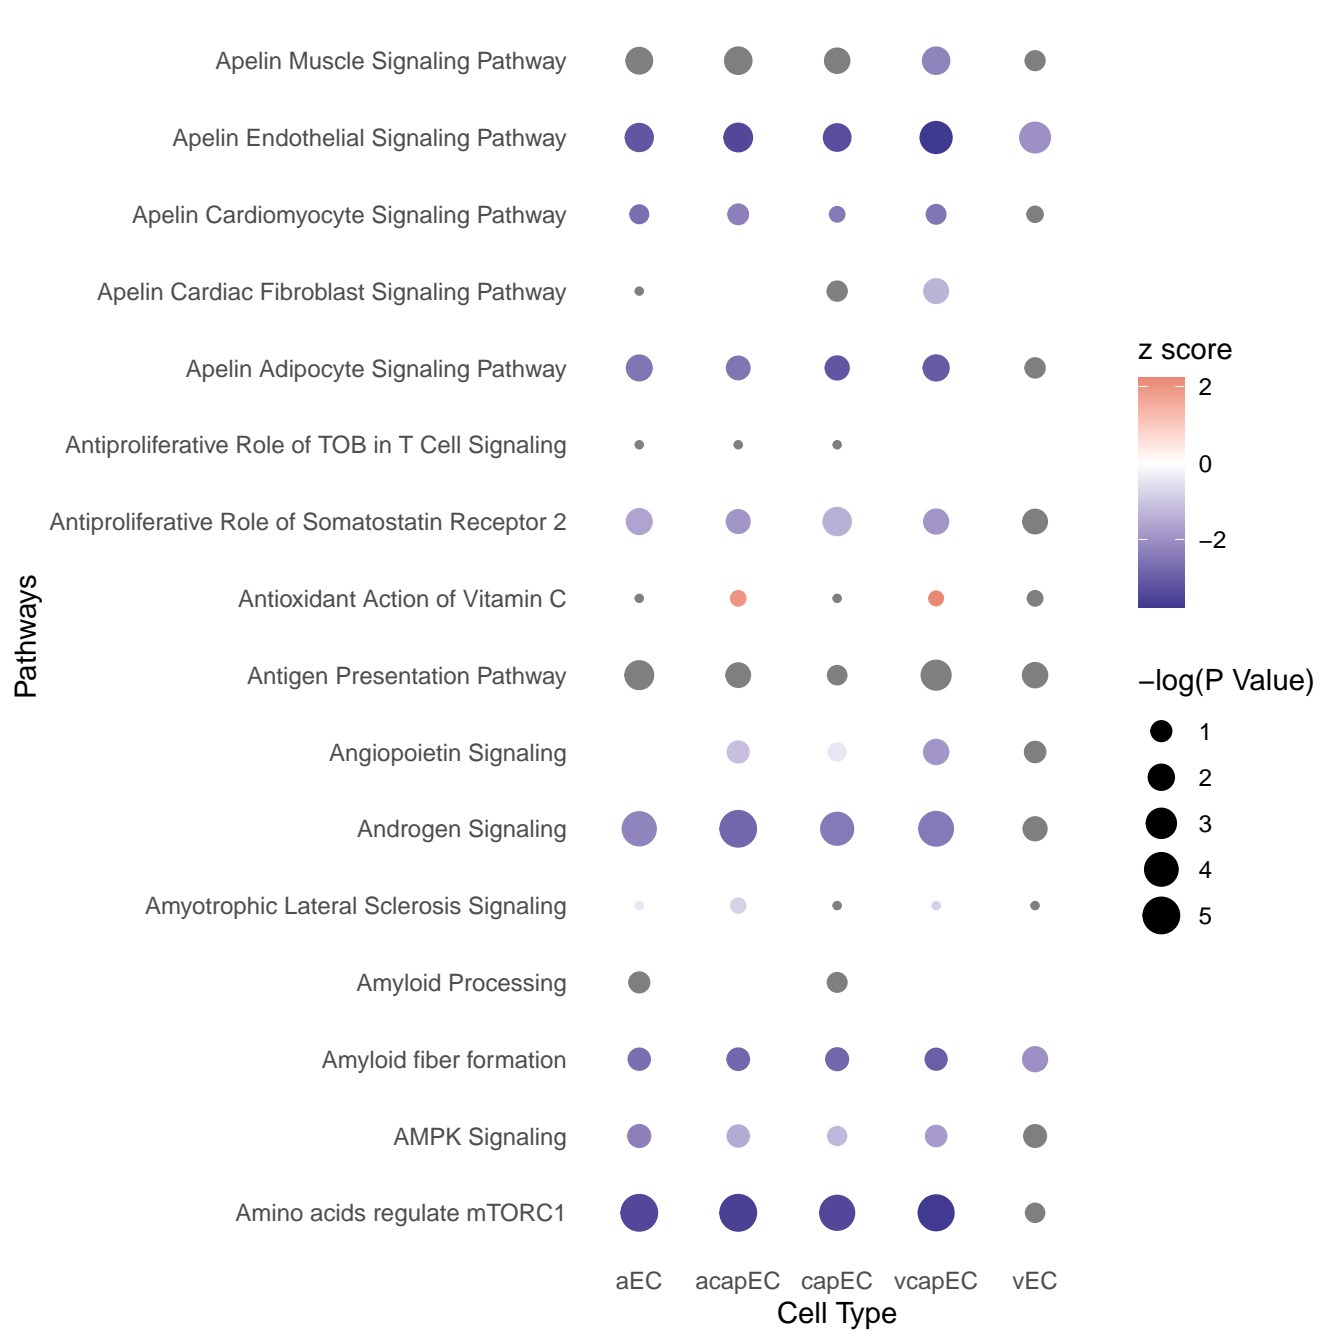 Apelin Muscle Signaling Pathway
Apelin Endothelial Signaling Pathway
Apelin Cardiomyocyte Signaling Pathway
Apelin Cardiac Fibroblast Signaling Pathway
Apelin Adipocyte Signaling Pathway
Antiproliferative Role of TOB in T Cell Signaling
Antiproliferative Role of Somatostatin Receptor 2
Antioxidant Action of Vitamin C
Antigen Presentation Pathway
Angiopoietin Signaling
Androgen Signaling
Amyotrophic Lateral Sclerosis Signaling
Amyloid Processing
Amyloid fiber formation
AMPK Signaling
Amino acids regulate mTORC1
Pathways
aEC acapEC capEC vcapEC vEC
Cell Type
z score
2
0
−2
−log(P Value)
1
2
3
4
5